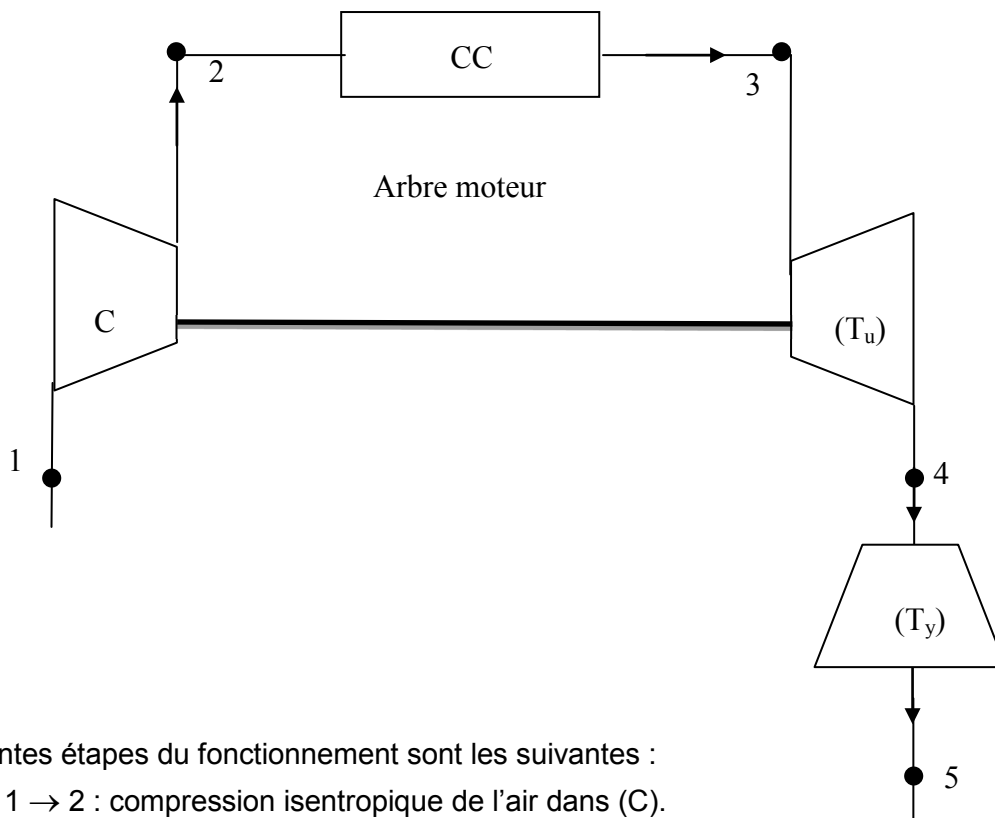 2
CC
3
Arbre moteur
C
(Tu)
1
4
(Ty)
ntes étapes du fonctionnement sont les suivantes :
5
1 → 2 : compression isentropique de l’air dans (C).